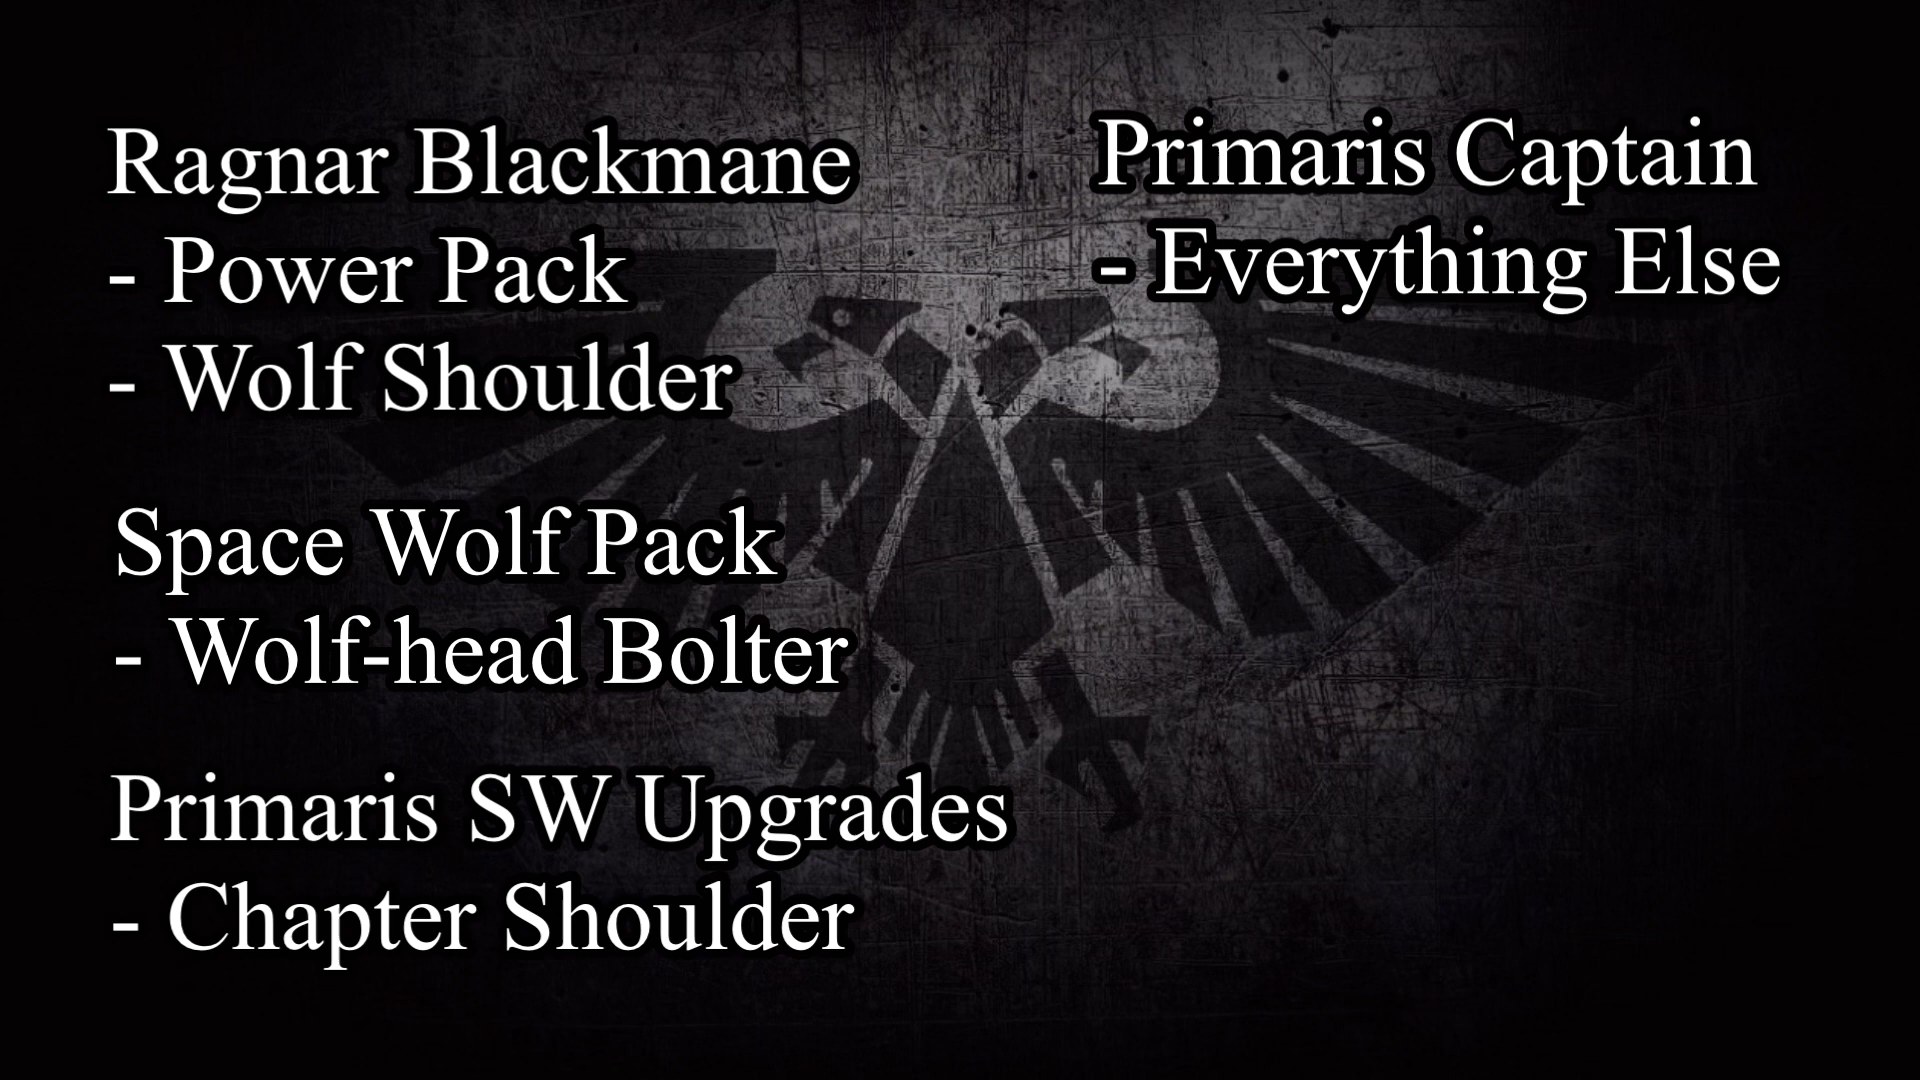 Ragnar Blackmane
- Power Pack
- Wolf Shoulder
Space Wolf Pack
- Wolf-head Bolter
Primaris SW Upgrades
- Chapter Shoulder
Primaris Captain
- Everything Else